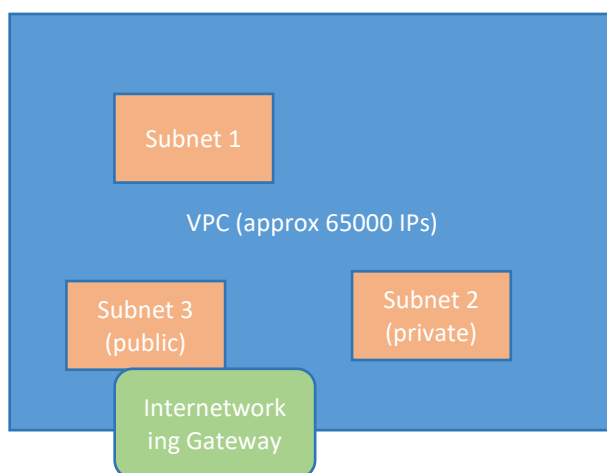 Subnet 1
VPC (approx 65000 IPs)
Subnet 3
(public)
Subnet 2
(private)
Internetwork
ing Gateway